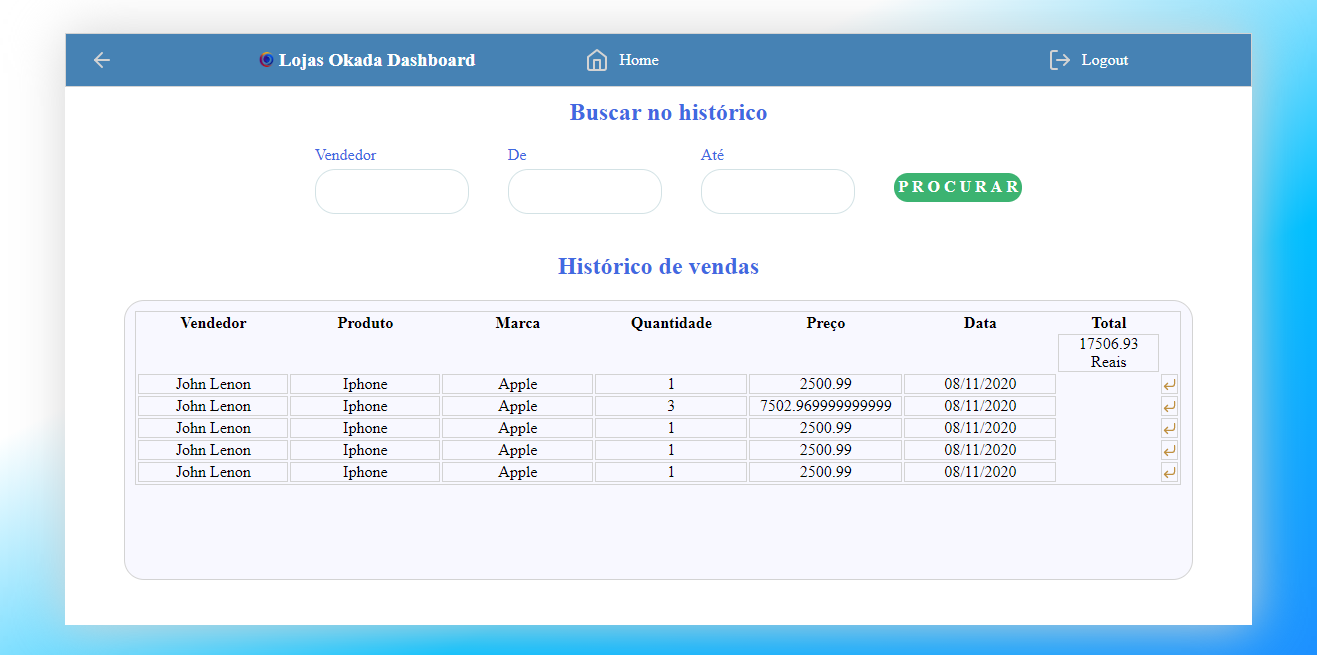 Lojas Okada Dashboard Home Logout
Buscar no histórico
Vendedor De Até
PROCURAR
Histórico de vendas
Vendedor Produto Marca Quantidade Preço Data Total
17506.93
Reais
John Lenon Iphone Apple 1 2500.99 08/11/2020
John Lenon Iphone Apple 3 7502.969999999999 08/11/2020
John Lenon Iphone Apple 1 2500.99 08/11/2020
John Lenon Iphone Apple 1 2500.99 08/11/2020
John Lenon Iphone Apple 1 2500.99 08/11/2020